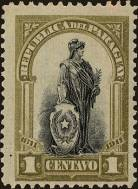 REPUBLICA DEL PARAGUAY
1811 1911
1 CENTAVO 1